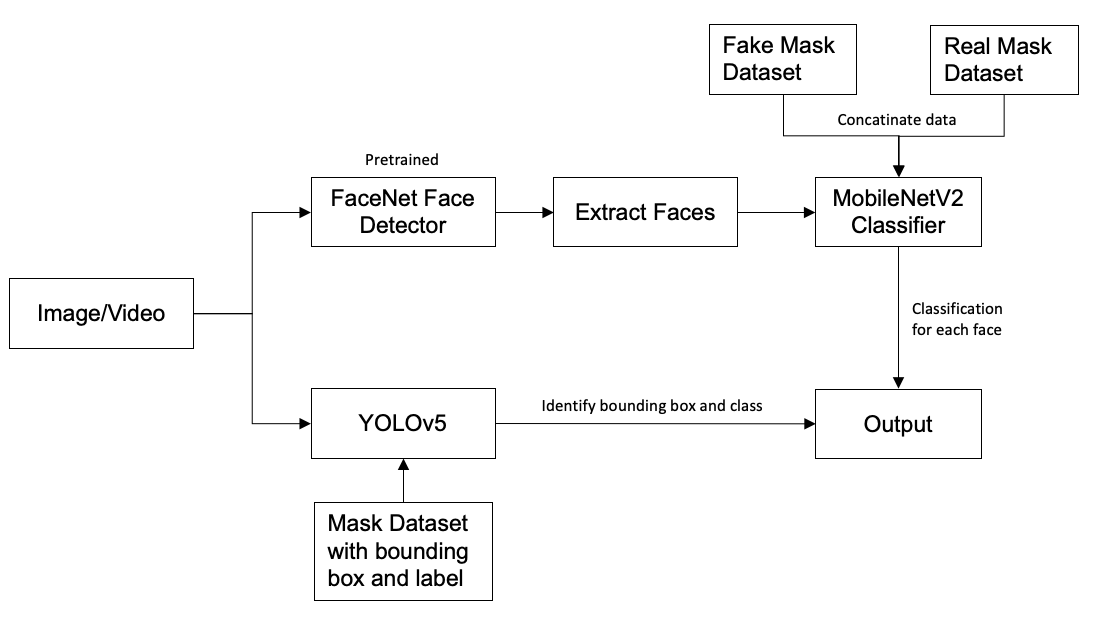 Fake Mask
Dataset
Real Mask
Dataset
Concatinate data
Pretrained
FaceNet Face
Detector
Extract Faces
MobileNetV2
Classifier
Image/Video
Classification
for each face
YOLOv5
Identify bounding box and class
Output
Mask Dataset
with bounding
box and label